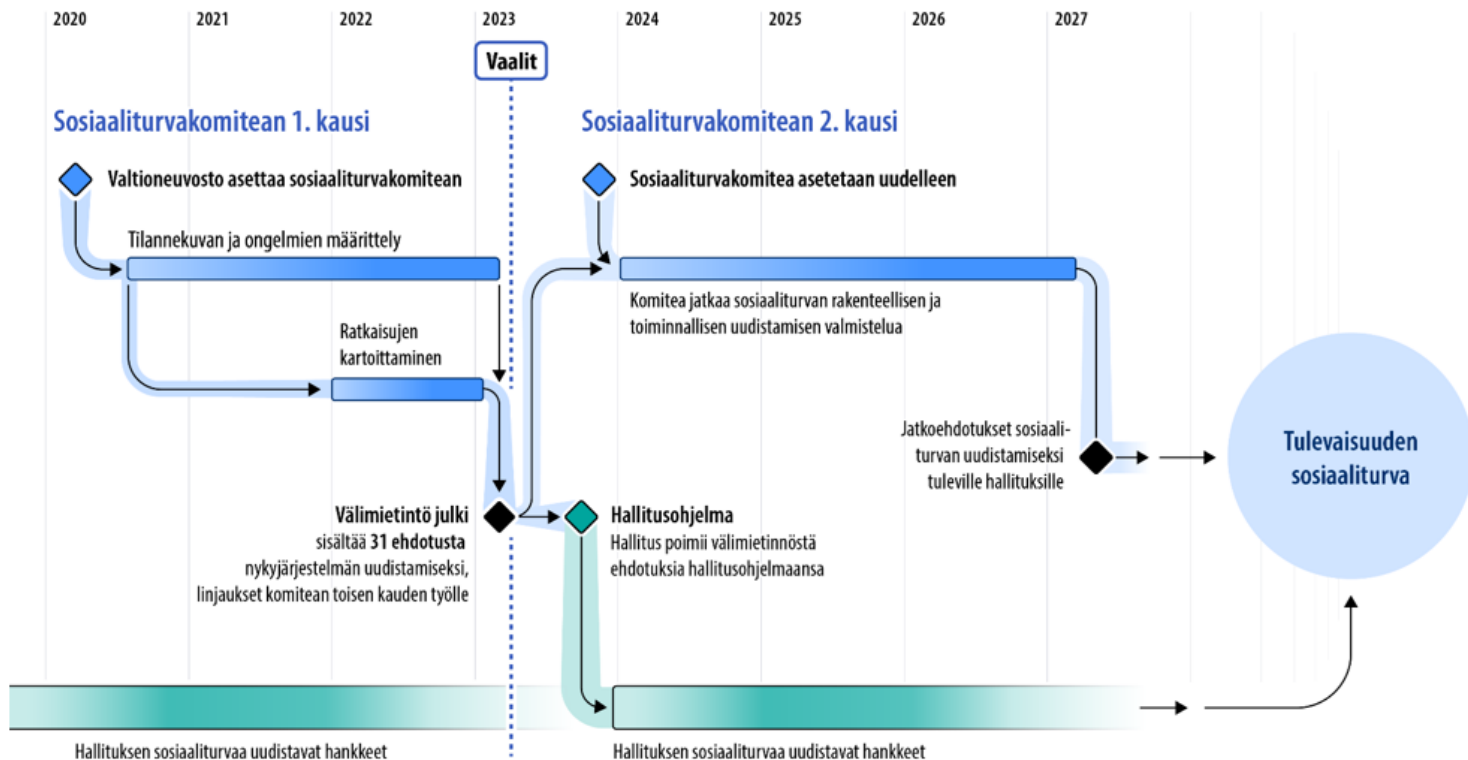 2020 2021 2022 2023 2024 2025 2026 2027
Vaalit
Sosiaaliturvakomitean 1. kausi
Sosiaaliturvakomitean 2. kausi
Valtioneuvosto asettaa sosiaaliturvakomitean
Sosiaaliturvakomitea asetetaan uudelleen
Tilannekuvan ja ongelmien määrittely
Komitea jatkaa sosiaaliturvan rakenteellisen ja
toiminnallisen uudistamisen valmistelua
Ratkaisujen
kartoittaminen
Jatkoehdotukset sosiaali-
turvan uudistamiseksi
tuleville hallituksille
Tulevaisuuden
sosiaaliturva
Välimietintö julki
sisältää 31 ehdotusta
nykyjärjestelmän uudistamiseksi,
linjaukset komitean toisen kauden työlle
Hallitusohjelma
Hallitus poimii välimietinnöstä
ehdotuksia hallitusohjelmaansa
Hallituksen sosiaaliturvaa uudistavat hankkeet
Hallituksen sosiaaliturvaa uudistavat hankkeet